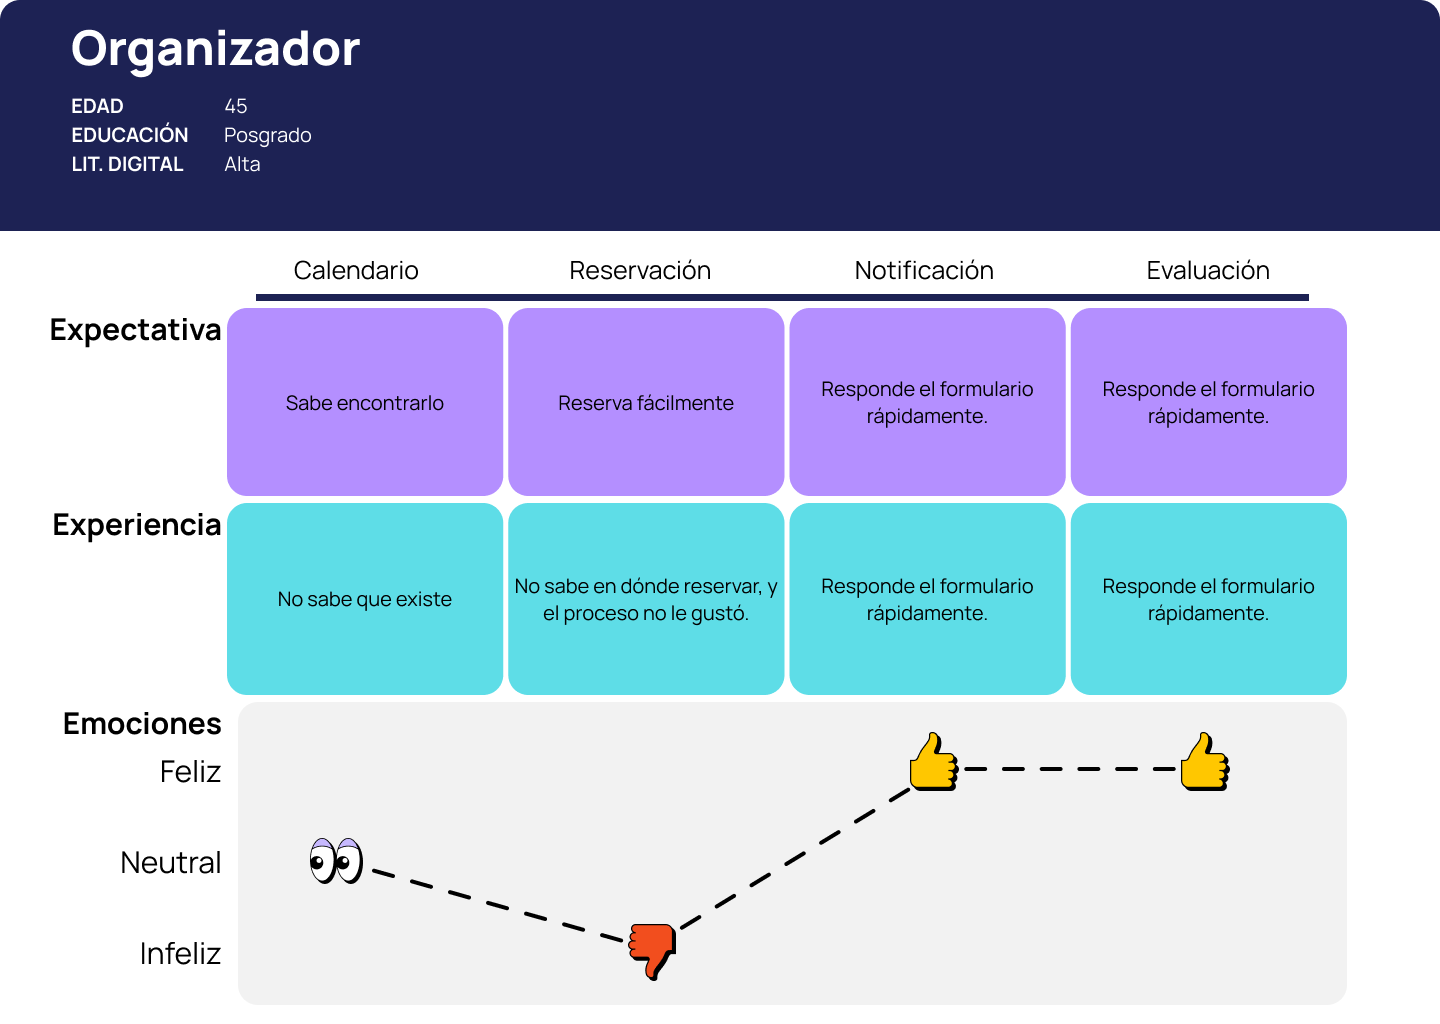 Organizador
EDAD 45
EDUCACIÓN Posgrado
LIT. DIGITAL Alta
Calendario Reservación Notificación Evaluación
Expectativa
Sabe encontrarlo
Reserva fácilmente
Responde el formulario
rápidamente.
Responde el formulario
rápidamente.
Experiencia
No sabe que existe
No sabe en dónde reservar, y
el proceso no le gustó.
Responde el formulario
rápidamente.
Responde el formulario
rápidamente.
Emociones
Feliz
Neutral
Infeliz